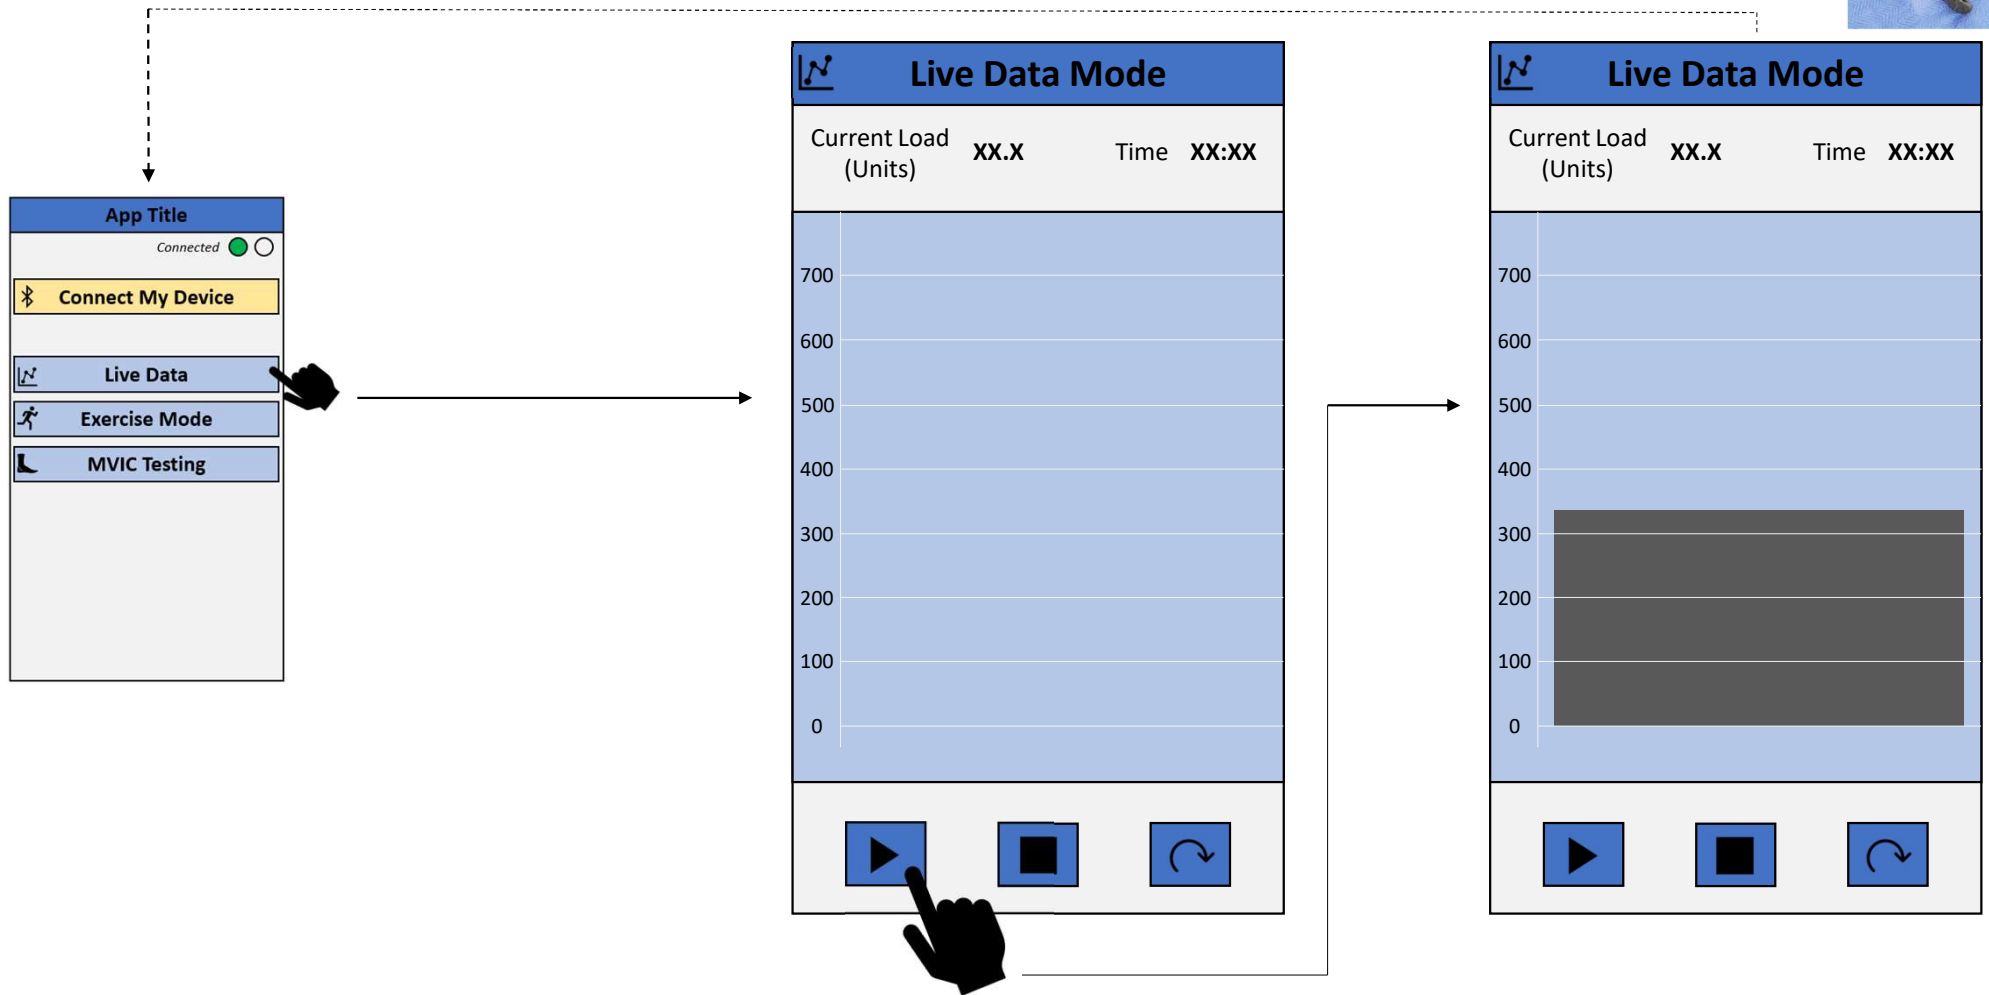 App Title
Connected
Connect My Device
Live Data
Exercise Mode
MVIC Testing
Live Data Mode
Current Load
(Units)
XX.X
Time
XX:XX
700
600
500
400
300
200
100
0
Live Data Mode
Current Load
(Units)
XX.X
Time
XX:XX
700
600
500
400
300
200
100
0